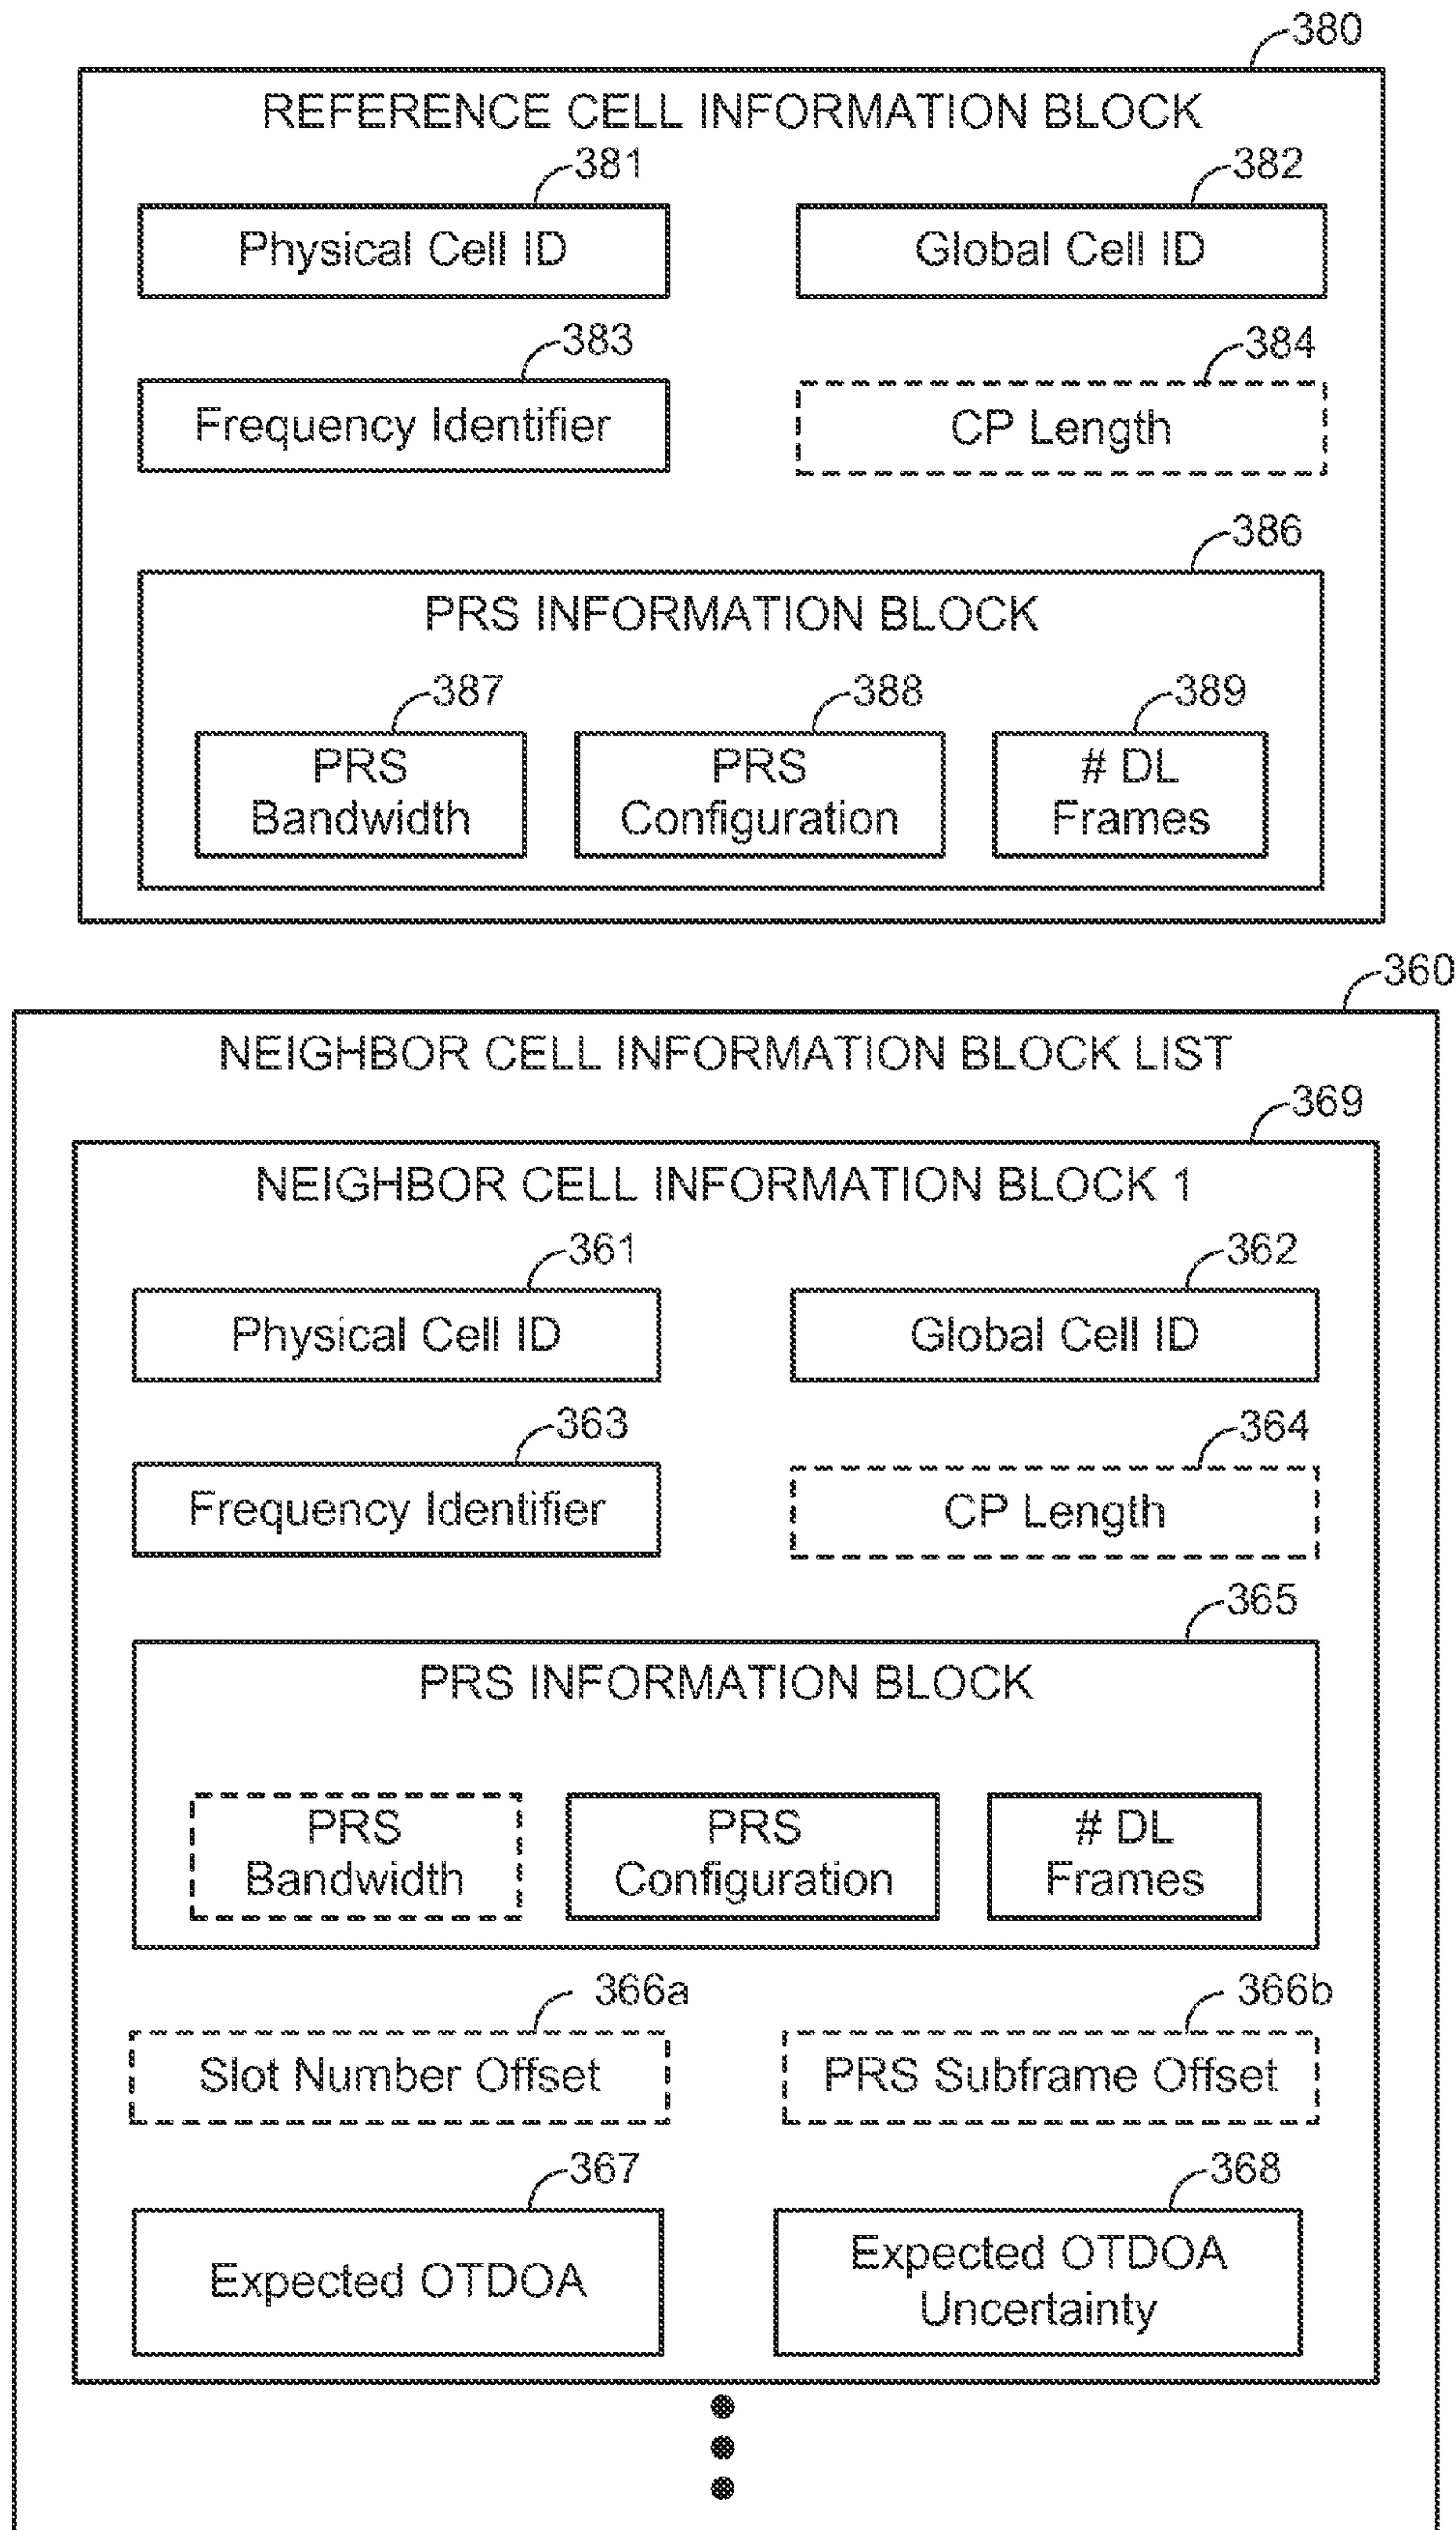 380
REFERENCE CELL INFORMATION BLOCK
381
382
Physical Cell ID
Global Cell ID
383
384
Frequency Identifier
CP Length
386
PRS INFORMATION BLOCK
387
388
389
PRS
Bandwidth
PRS
Configuration
# DL
Frames
360
NEIGHBOR CELL INFORMATION BLOCK LIST
369
NEIGHBOR CELL INFORMATION BLOCK 1
361
362
Physical Cell ID
Global Cell ID
363
364
Frequency Identifier
CP Length
365
PRS INFORMATION BLOCK
PRS
Bandwidth
PRS
Configuration
# DL
Frames
366a
366b
Slot Number Offset
PRS Subframe Offset
367
368
Expected OTDOA
Expected OTDOA
Uncertainty